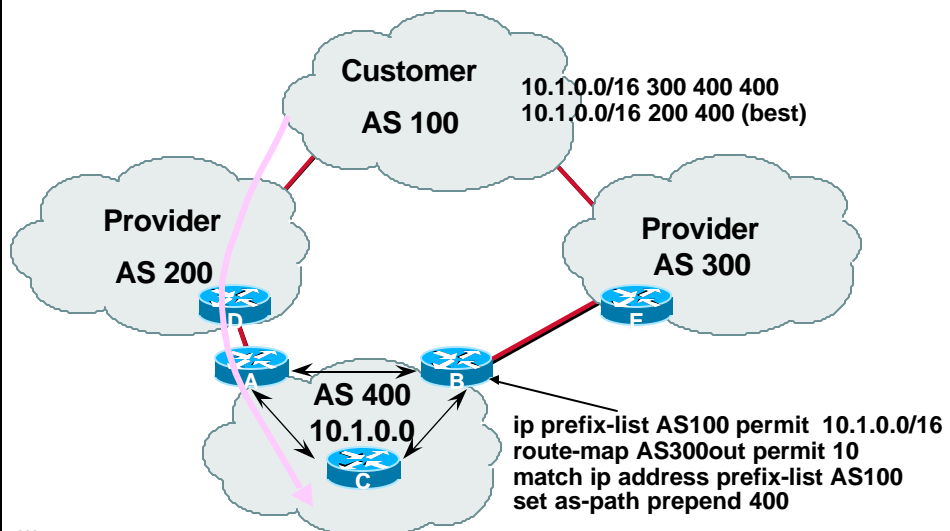 Customer
AS 100
10.1.0.0/16 300 400 400
10.1.0.0/16 200 400 (best)
Provider
AS 200
Provider
AS 300
D
E
A
B
AS 400
10.1.0.0
C
ip prefix-list AS100 permit 10.1.0.0/16
route-map AS300out permit 10
match ip address prefix-list AS100
set as-path prepend 400